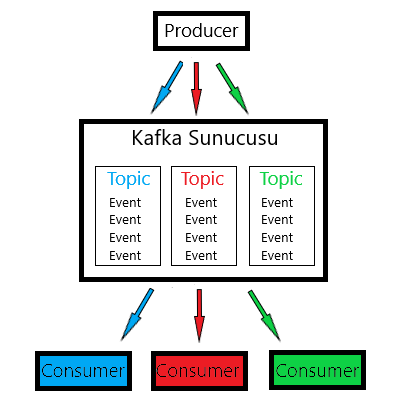 Producer
Kafka Sunucusu
Topic Topic Topic
Event Event Event
Event Event Event
Event Event Event
Event Event Event
Consumer Consumer Consumer